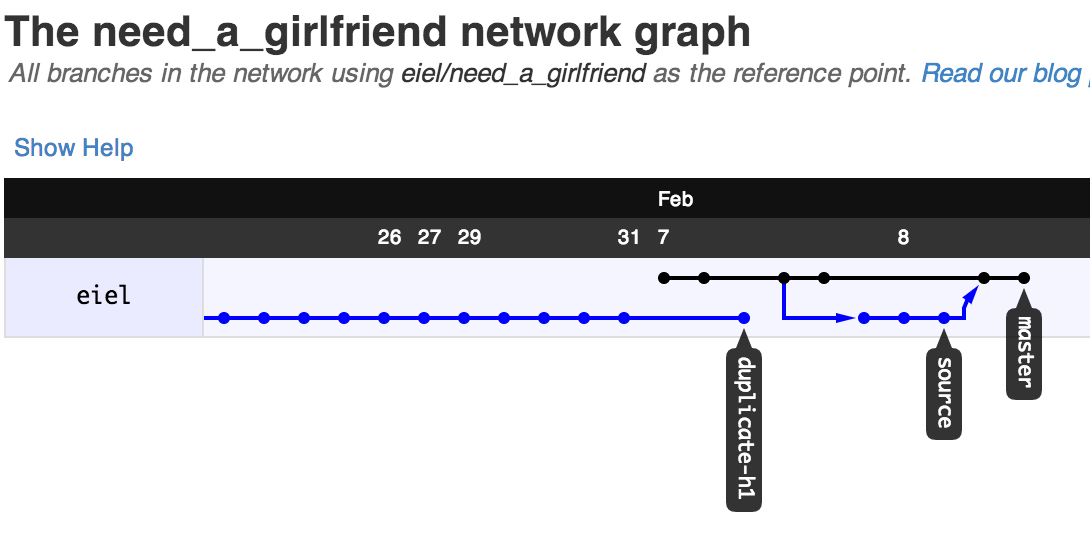 The need_a_girlfriend network graph
All branches in the network using eiel/need_a_girlfriend as the reference point. Read our blog
Show Help
Feb
26 27 29 31 7 8
eiel
duplicate-h1
source
master